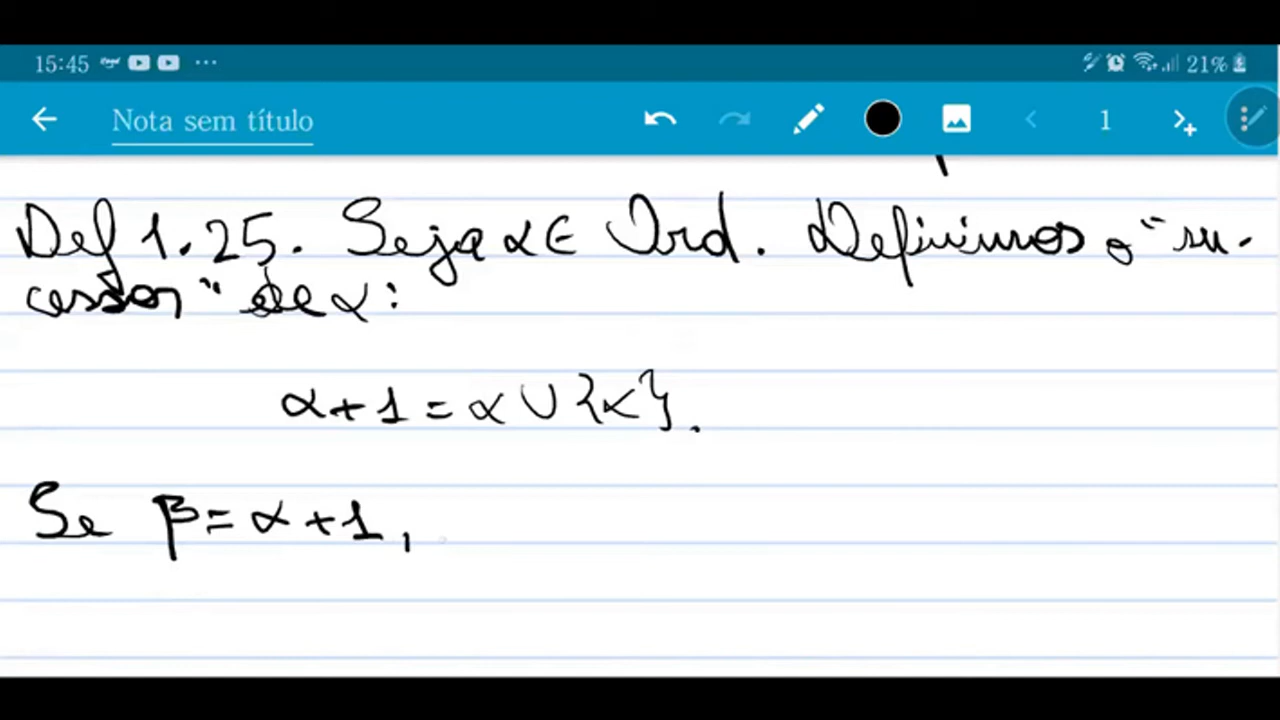 15:45 ... 21%
Nota sem título 1
Def 1.25. Seja α ∈ Ord. Definimos o "su-
cessor" de α:
α+1 = α ∪ {α}.
Se β = α + 1,